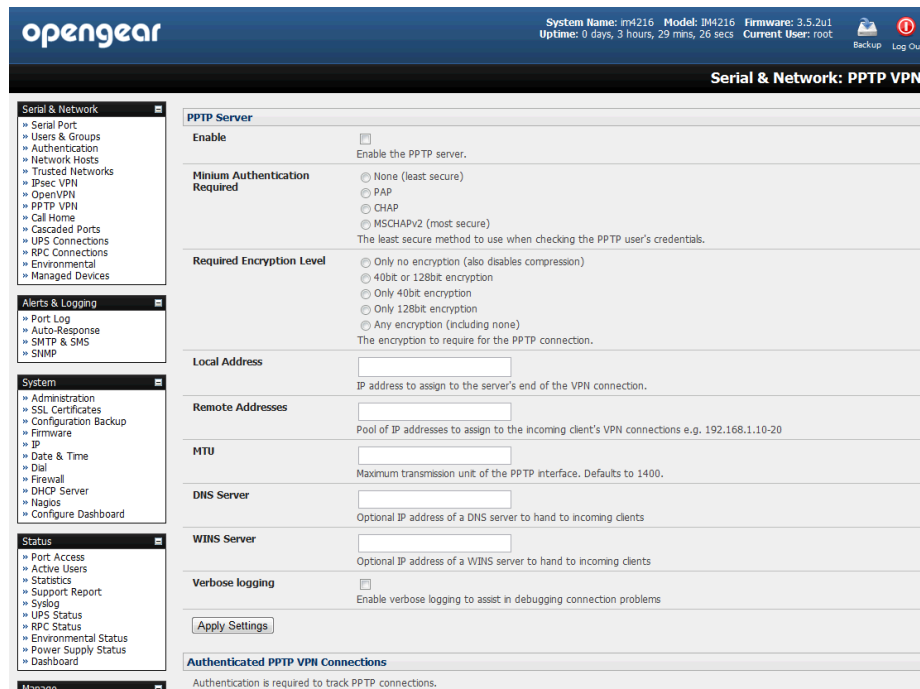 opengear
System Name: im4216 Model: IM4216 Firmware: 3.5.2u1
Uptime: 0 days, 3 hours, 29 mins, 26 secs Current User: root
Backup
Log Ou
Serial & Network: PPTP VPN
Serial & Network
» Serial Port
» Users & Groups
» Authentication
» Network Hosts
» Trusted Networks
» IPsec VPN
» OpenVPN
» PPTP VPN
» Call Home
» Cascaded Ports
» UPS Connections
» RPC Connections
» Environmental
» Managed Devices
Alerts & Logging
» Port Log
» Auto-Response
» SMTP & SMS
» SNMP
System
» Administration
» SSL Certificates
» Configuration Backup
» Firmware
» IP
» Date & Time
» Dial
» Firewall
» DHCP Server
» Nagios
» Configure Dashboard
Status
» Port Access
» Active Users
» Statistics
» Support Report
» Syslog
» UPS Status
» RPC Status
» Environmental Status
» Power Supply Status
» Dashboard
Manage
PPTP Server
Enable
Enable the PPTP server.
Minium Authentication
Required
None (least secure)
PAP
CHAP
MSCHAPv2 (most secure)
The least secure method to use when checking the PPTP user's credentials.
Required Encryption Level
Only no encryption (also disables compression)
40bit or 128bit encryption
Only 40bit encryption
Only 128bit encryption
Any encryption (including none)
The encryption to require for the PPTP connection.
Local Address
IP address to assign to the server's end of the VPN connection.
Remote Addresses
Pool of IP addresses to assign to the incoming client's VPN connections e.g. 192.168.1.10-20
MTU
Maximum transmission unit of the PPTP interface. Defaults to 1400.
DNS Server
Optional IP address of a DNS server to hand to incoming clients
WINS Server
Optional IP address of a WINS server to hand to incoming clients
Verbose logging
Enable verbose logging to assist in debugging connection problems
Apply Settings
Authenticated PPTP VPN Connections
Authentication is required to track PPTP connections.